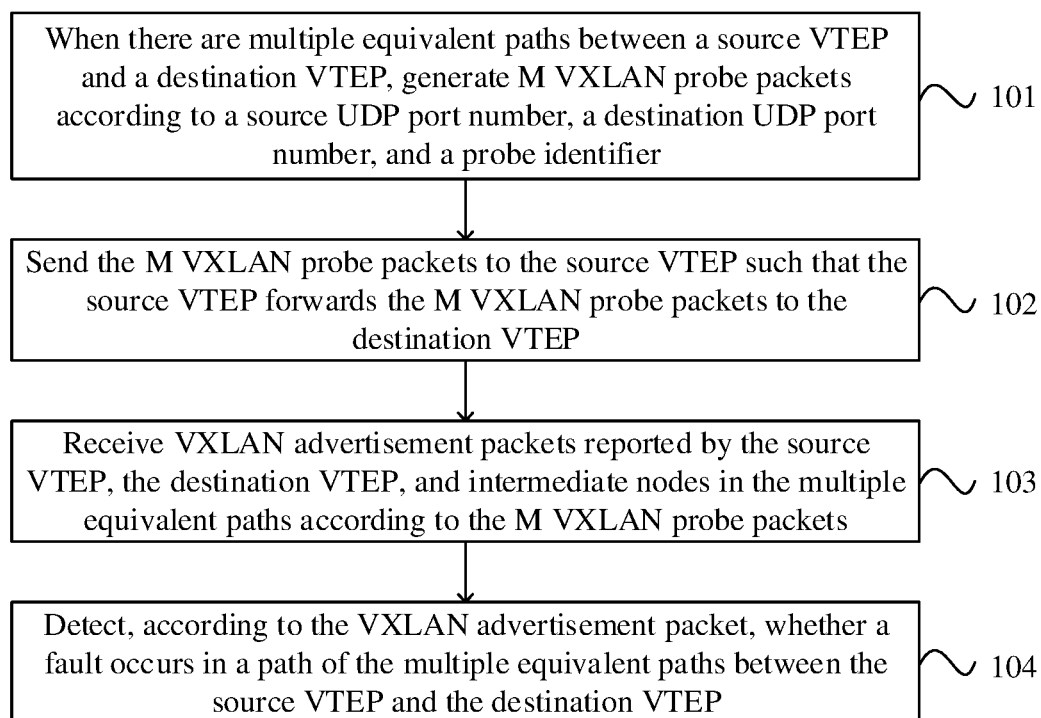 When there are multiple equivalent paths between a source VTEP
and a destination VTEP, generate M VXLAN probe packets
according to a source UDP port number, a destination UDP port
number, and a probe identifier
101
Send the M VXLAN probe packets to the source VTEP such that the
source VTEP forwards the M VXLAN probe packets to the
destination VTEP
102
Receive VXLAN advertisement packets reported by the source
VTEP, the destination VTEP, and intermediate nodes in the multiple
equivalent paths according to the M VXLAN probe packets
103
Detect, according to the VXLAN advertisement packet, whether a
fault occurs in a path of the multiple equivalent paths between the
source VTEP and the destination VTEP
104